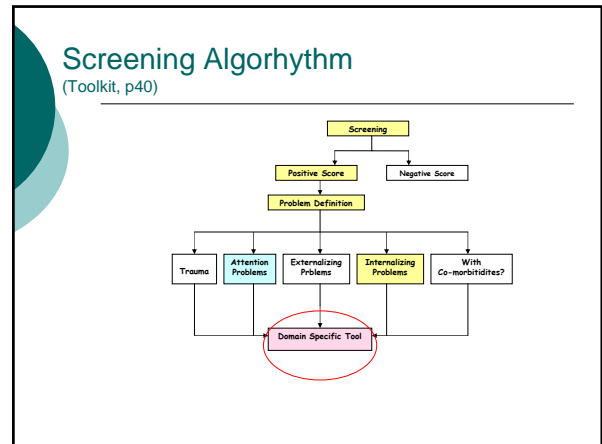 Screening Algorhythm
(Toolkit, p40)
Screening
Positive Score
Negative Score
Problem Definition
Trauma
Attention
Problems
Externalizing
Prblems
Internalizing
Problems
With
Co-morbitidites?
Domain Specific Tool